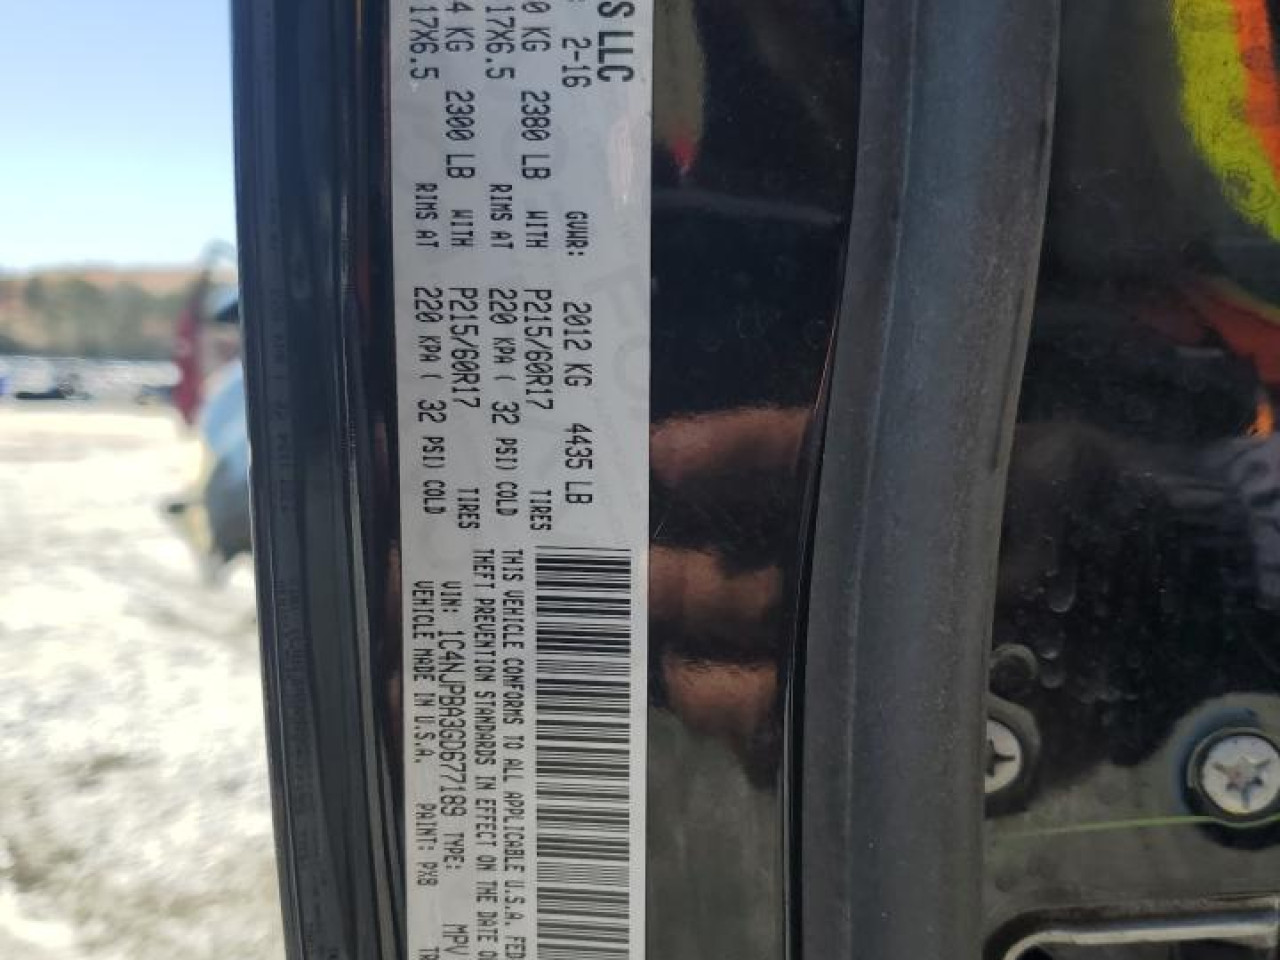 S LLC
2-16 GVWR: 2012 KG 4435 LB
0 KG 2380 LB WITH P215/60R17 TIRES
17X6.5 RIMS AT 220 KPA ( 32 PSI) COLD
4 KG 2300 LB WITH P215/60R17 TIRES
17X6.5 RIMS AT 220 KPA ( 32 PSI) COLD
THIS VEHICLE CONFORMS TO ALL APPLICABLE U.S.A. FED
THEFT PREVENTION STANDARDS IN EFFECT ON THE DATE O
VIN: 1C4NJPBA3GD677189 TYPE: MPV
VEHICLE MADE IN U.S.A. PAINT: PX8 TR